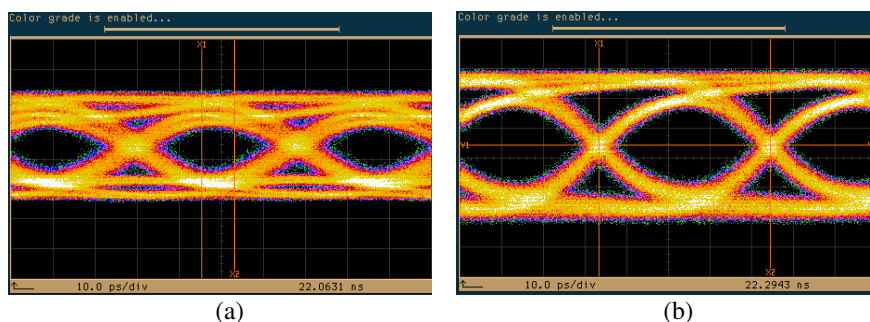 Color grade is enabled...
X1
X2
10.0 ps/div 22.0631 ns
(a)
Color grade is enabled...
X1
Y1
X2
10.0 ps/div 22.2943 ns
(b)